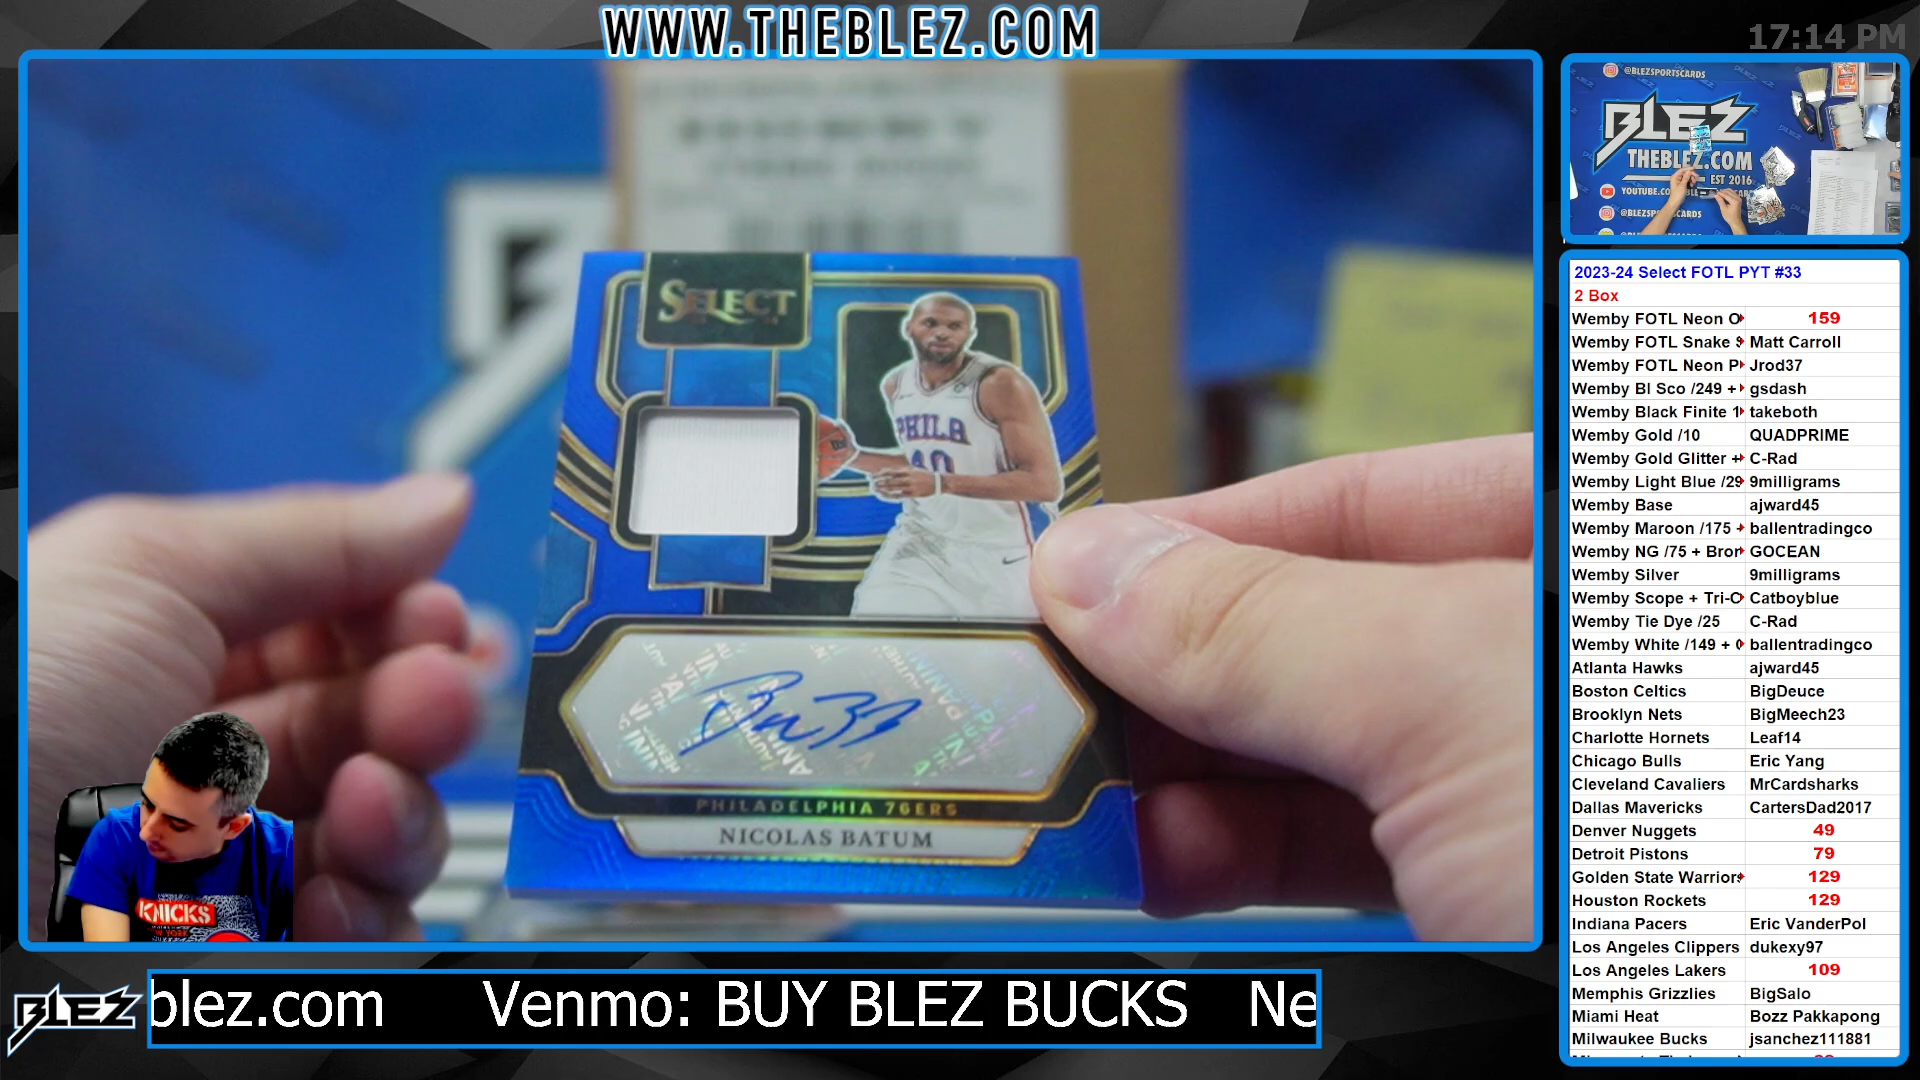 WWW.THEBLEZ.COM
17:14 PM
SELECT
PHILA
PHILADELPHIA 76ERS
NICOLAS BATUM
KNICKS
@BLEZSPORTSCARDS
BLEZ
THEBLEZ.COM
EST 2016
@BLEZSPORTSCARDS
2023-24 Select FOTL PYT #33
2 Box
Wemby FOTL Neon O 159
Wemby FOTL Snake S Matt Carroll
Wemby FOTL Neon P Jrod37
Wemby Bl Sco /249 + gsdash
Wemby Black Finite 1 takeboth
Wemby Gold /10 QUADPRIME
Wemby Gold Glitter + C-Rad
Wemby Light Blue /29 9milligrams
Wemby Base ajward45
Wemby Maroon /175 + ballentradingco
Wemby NG /75 + Bron GOCEAN
Wemby Silver 9milligrams
Wemby Scope + Tri-C Catboyblue
Wemby Tie Dye /25 C-Rad
Wemby White /149 + ballentradingco
Atlanta Hawks ajward45
Boston Celtics BigDeuce
Brooklyn Nets BigMeech23
Charlotte Hornets Leaf14
Chicago Bulls Eric Yang
Cleveland Cavaliers MrCardsharks
Dallas Mavericks CartersDad2017
Denver Nuggets 49
Detroit Pistons 79
Golden State Warriors 129
Houston Rockets 129
Indiana Pacers Eric VanderPol
Los Angeles Clippers dukexy97
Los Angeles Lakers 109
Memphis Grizzlies BigSalo
Miami Heat Bozz Pakkapong
Milwaukee Bucks jsanchez111881
BLEZ
blez.com Venmo: BUY BLEZ BUCKS Ne